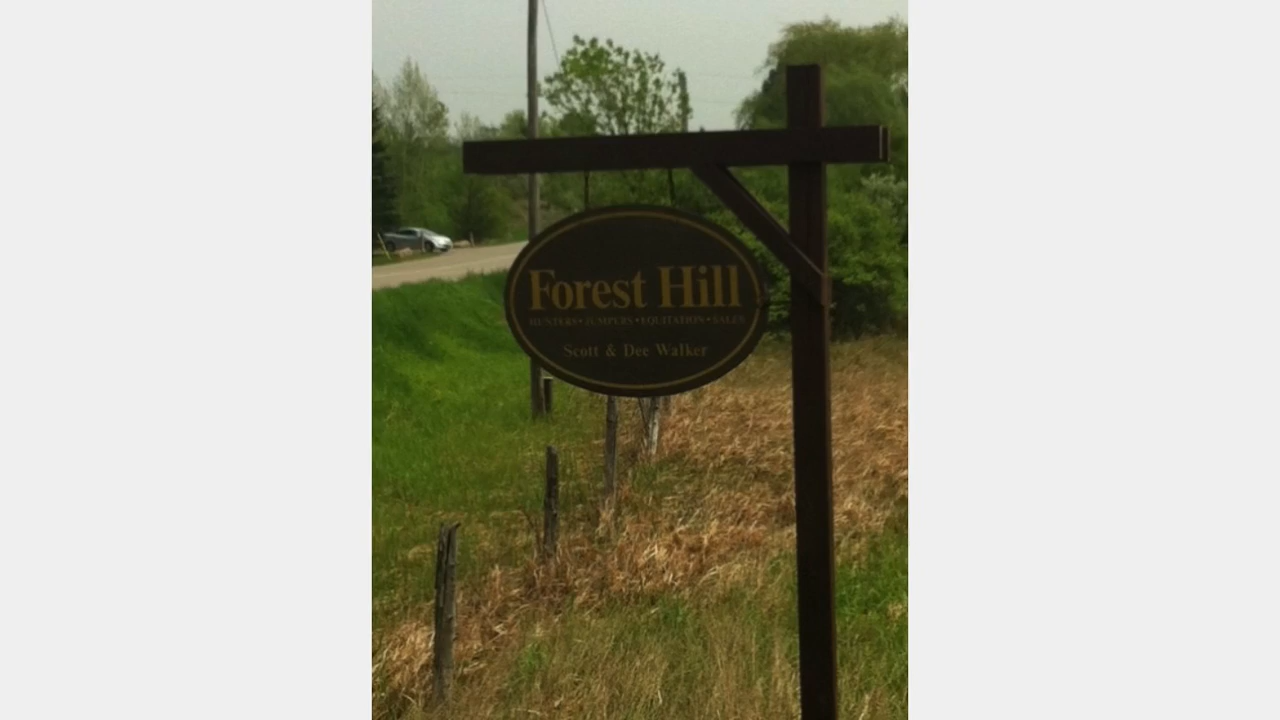 Forest Hill
HUNTERS • JUMPERS • EQUITATION • SALES
Scott & Dee Walker